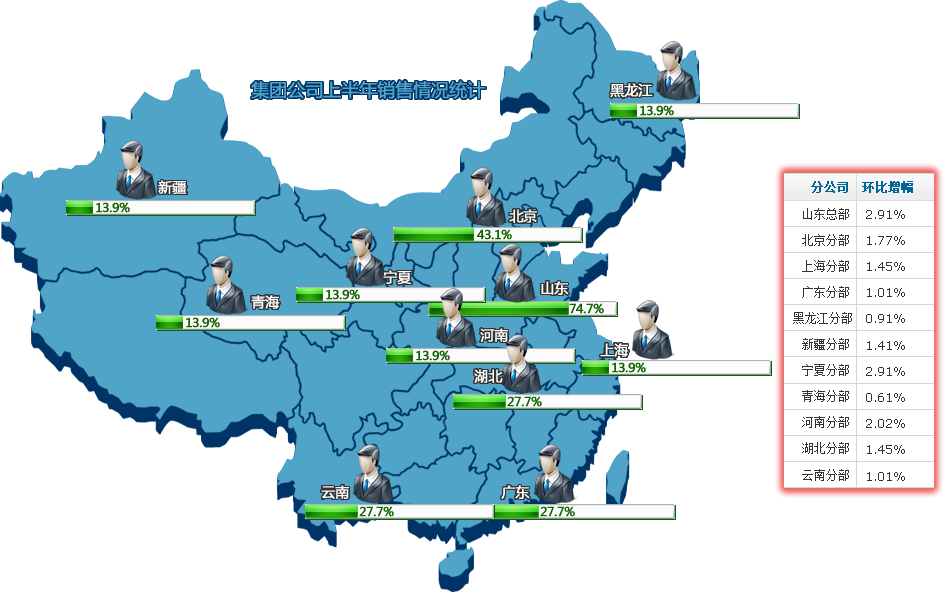 集团公司上半年销售情况统计
黑龙江
13.9%
新疆
13.9%
北京
43.1%
宁夏
13.9%
山东
74.7%
青海
13.9%
河南
13.9%
上海
13.9%
湖北
27.7%
云南
27.7%
广东
27.7%
分公司 环比增幅
山东总部 2.91%
北京分部 1.77%
上海分部 1.45%
广东分部 1.01%
黑龙江分部 0.91%
新疆分部 1.41%
宁夏分部 2.91%
青海分部 0.61%
河南分部 2.02%
湖北分部 1.45%
云南分部 1.01%